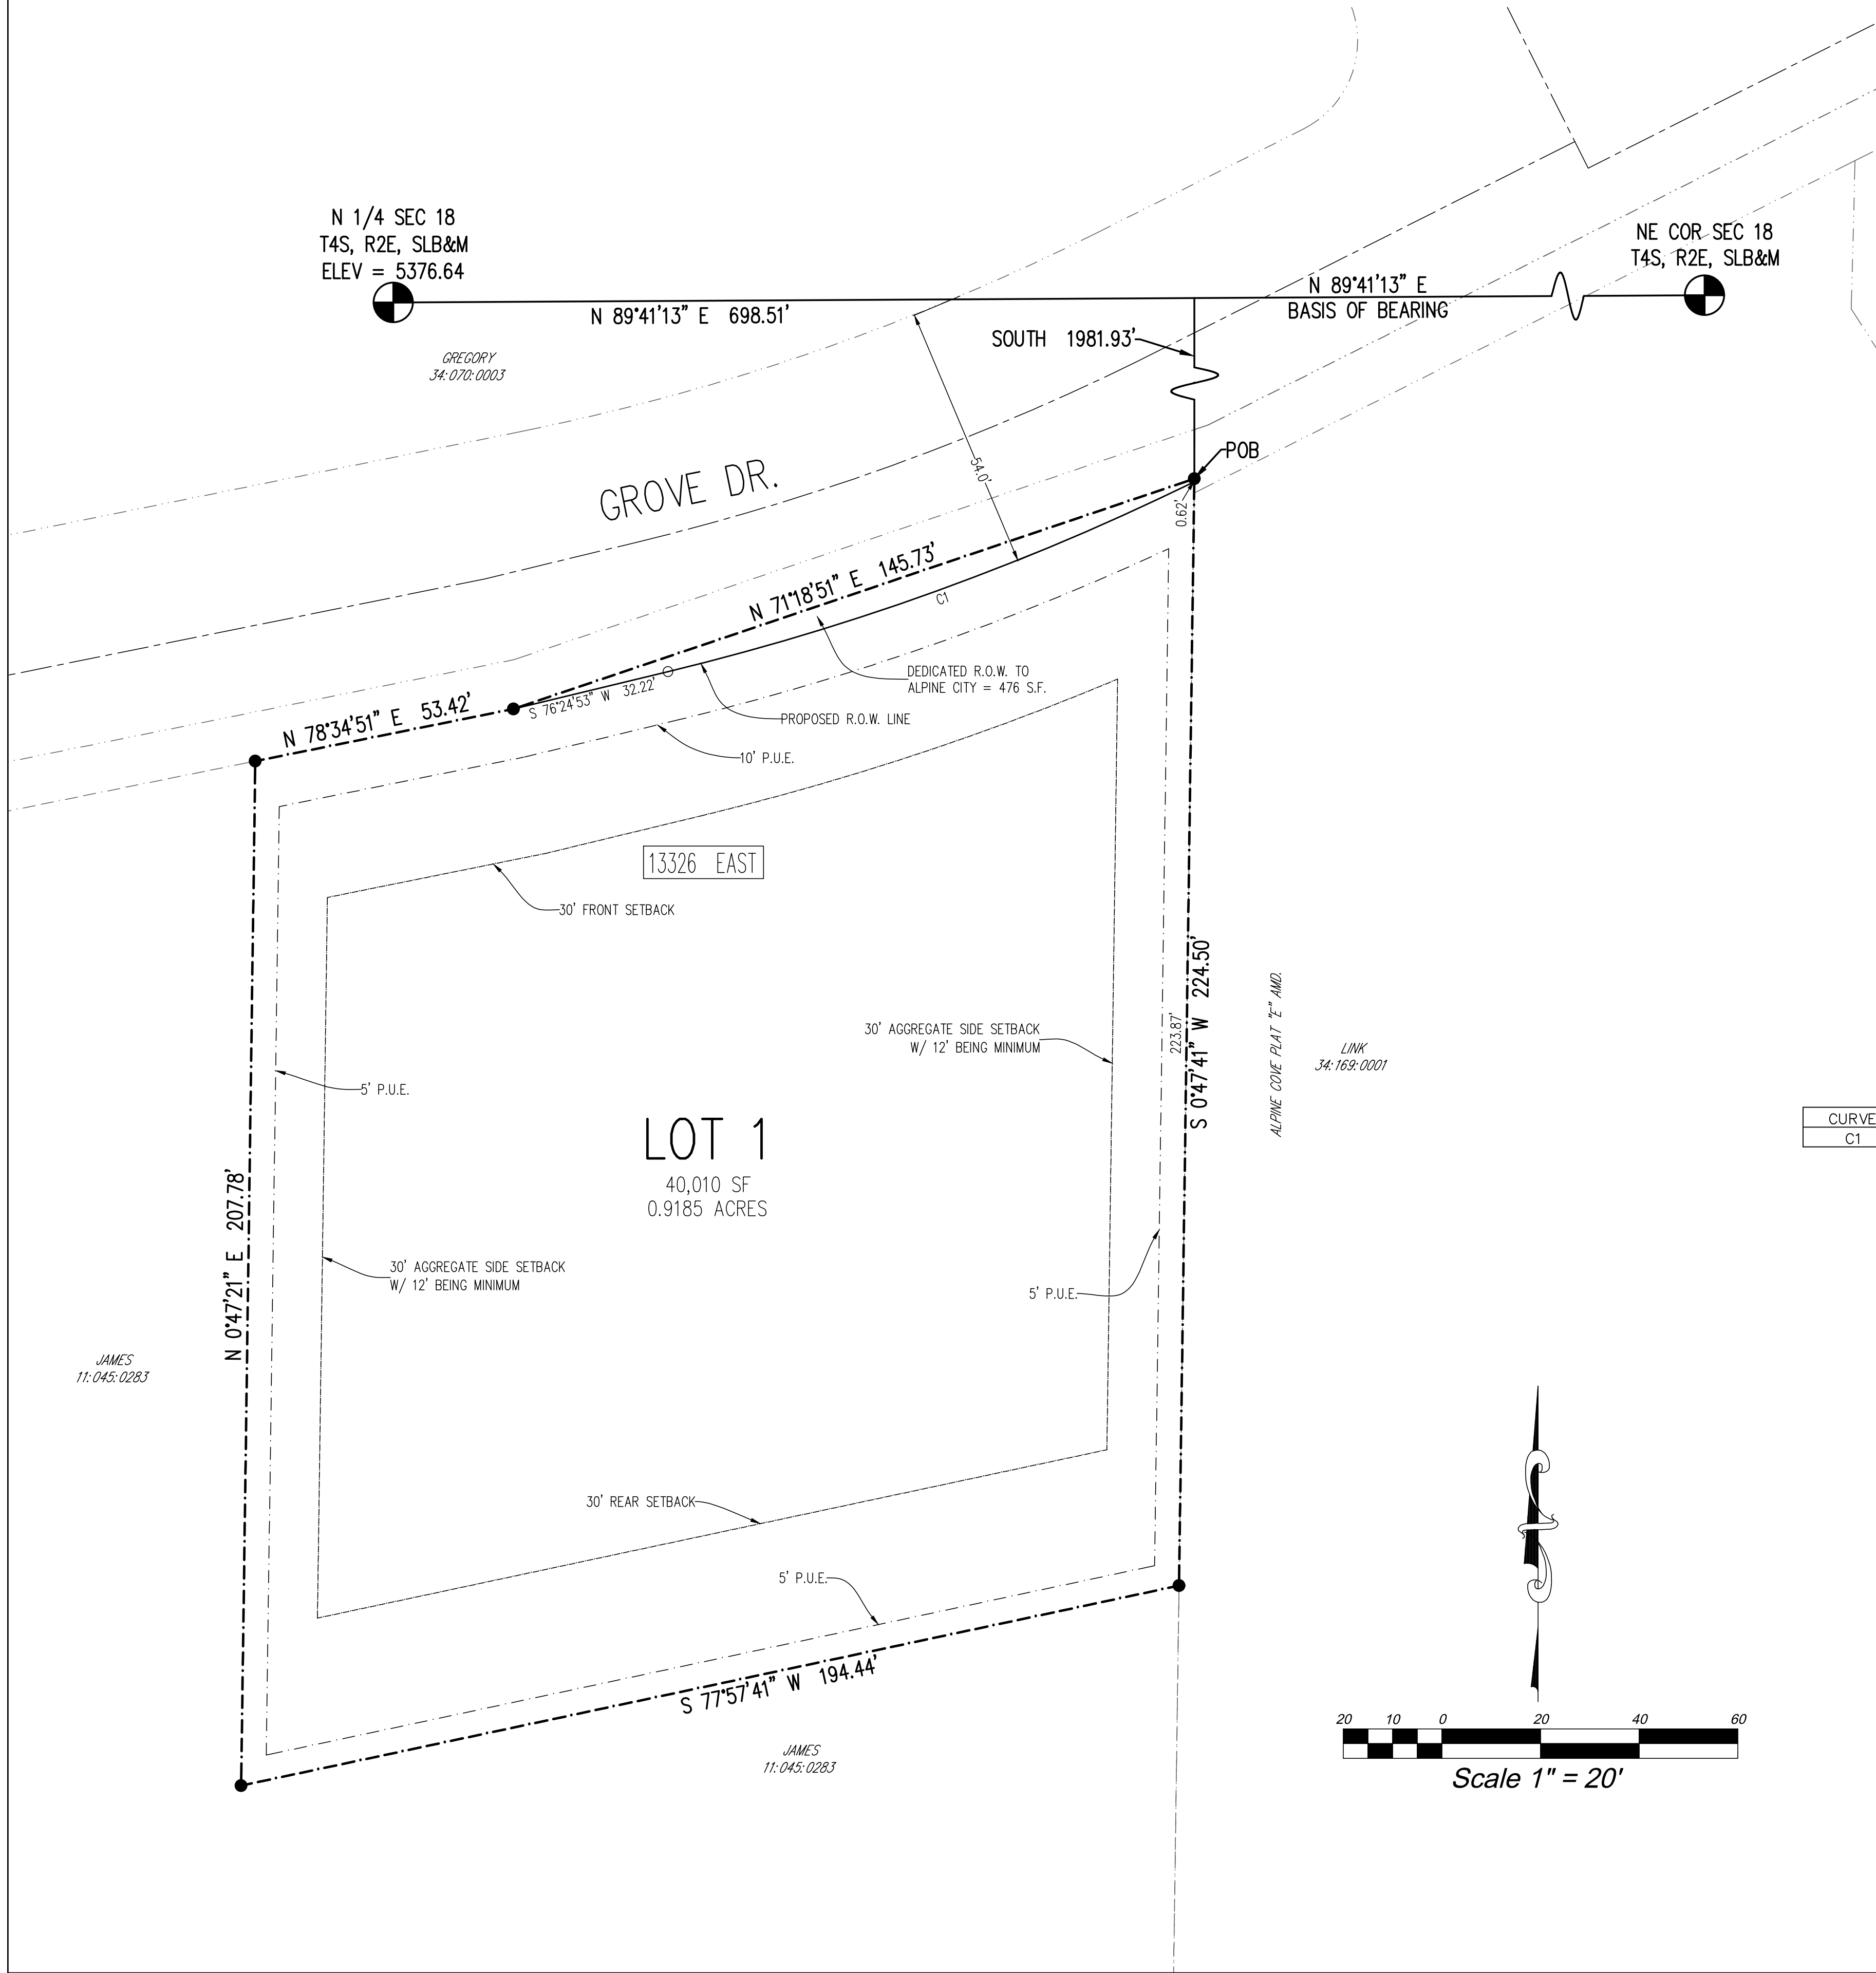 N 1/4 SEC 18
T4S, R2E, SLB&M
ELEV = 5376.64
NE COR SEC 18
T4S, R2E, SLB&M
N 89°41'13" E 698.51'
N 89°41'13" E
BASIS OF BEARING
SOUTH 1981.93'
GREGORY
34:070:0003
POB
54.0'
0.62'
GROVE DR.
N 71°18'51" E 145.73'
C1
DEDICATED R.O.W. TO
ALPINE CITY = 476 S.F.
S 76°24'53" W 32.22'
PROPOSED R.O.W. LINE
N 78°34'51" E 53.42'
10' P.U.E.
13326 EAST
30' FRONT SETBACK
30' AGGREGATE SIDE SETBACK
W/ 12' BEING MINIMUM
223.87'
S 0°47'41" W 224.50'
ALPINE COVE PLAT "E" AMD.
LINK
34:169:0001
5' P.U.E.
CURVE
C1
LOT 1
40,010 SF
0.9185 ACRES
N 0°47'21" E 207.78'
30' AGGREGATE SIDE SETBACK
W/ 12' BEING MINIMUM
5' P.U.E.
JAMES
11:045:0283
30' REAR SETBACK
5' P.U.E.
S 77°57'41" W 194.44'
JAMES
11:045:0283
20 10 0 20 40 60
Scale 1" = 20'